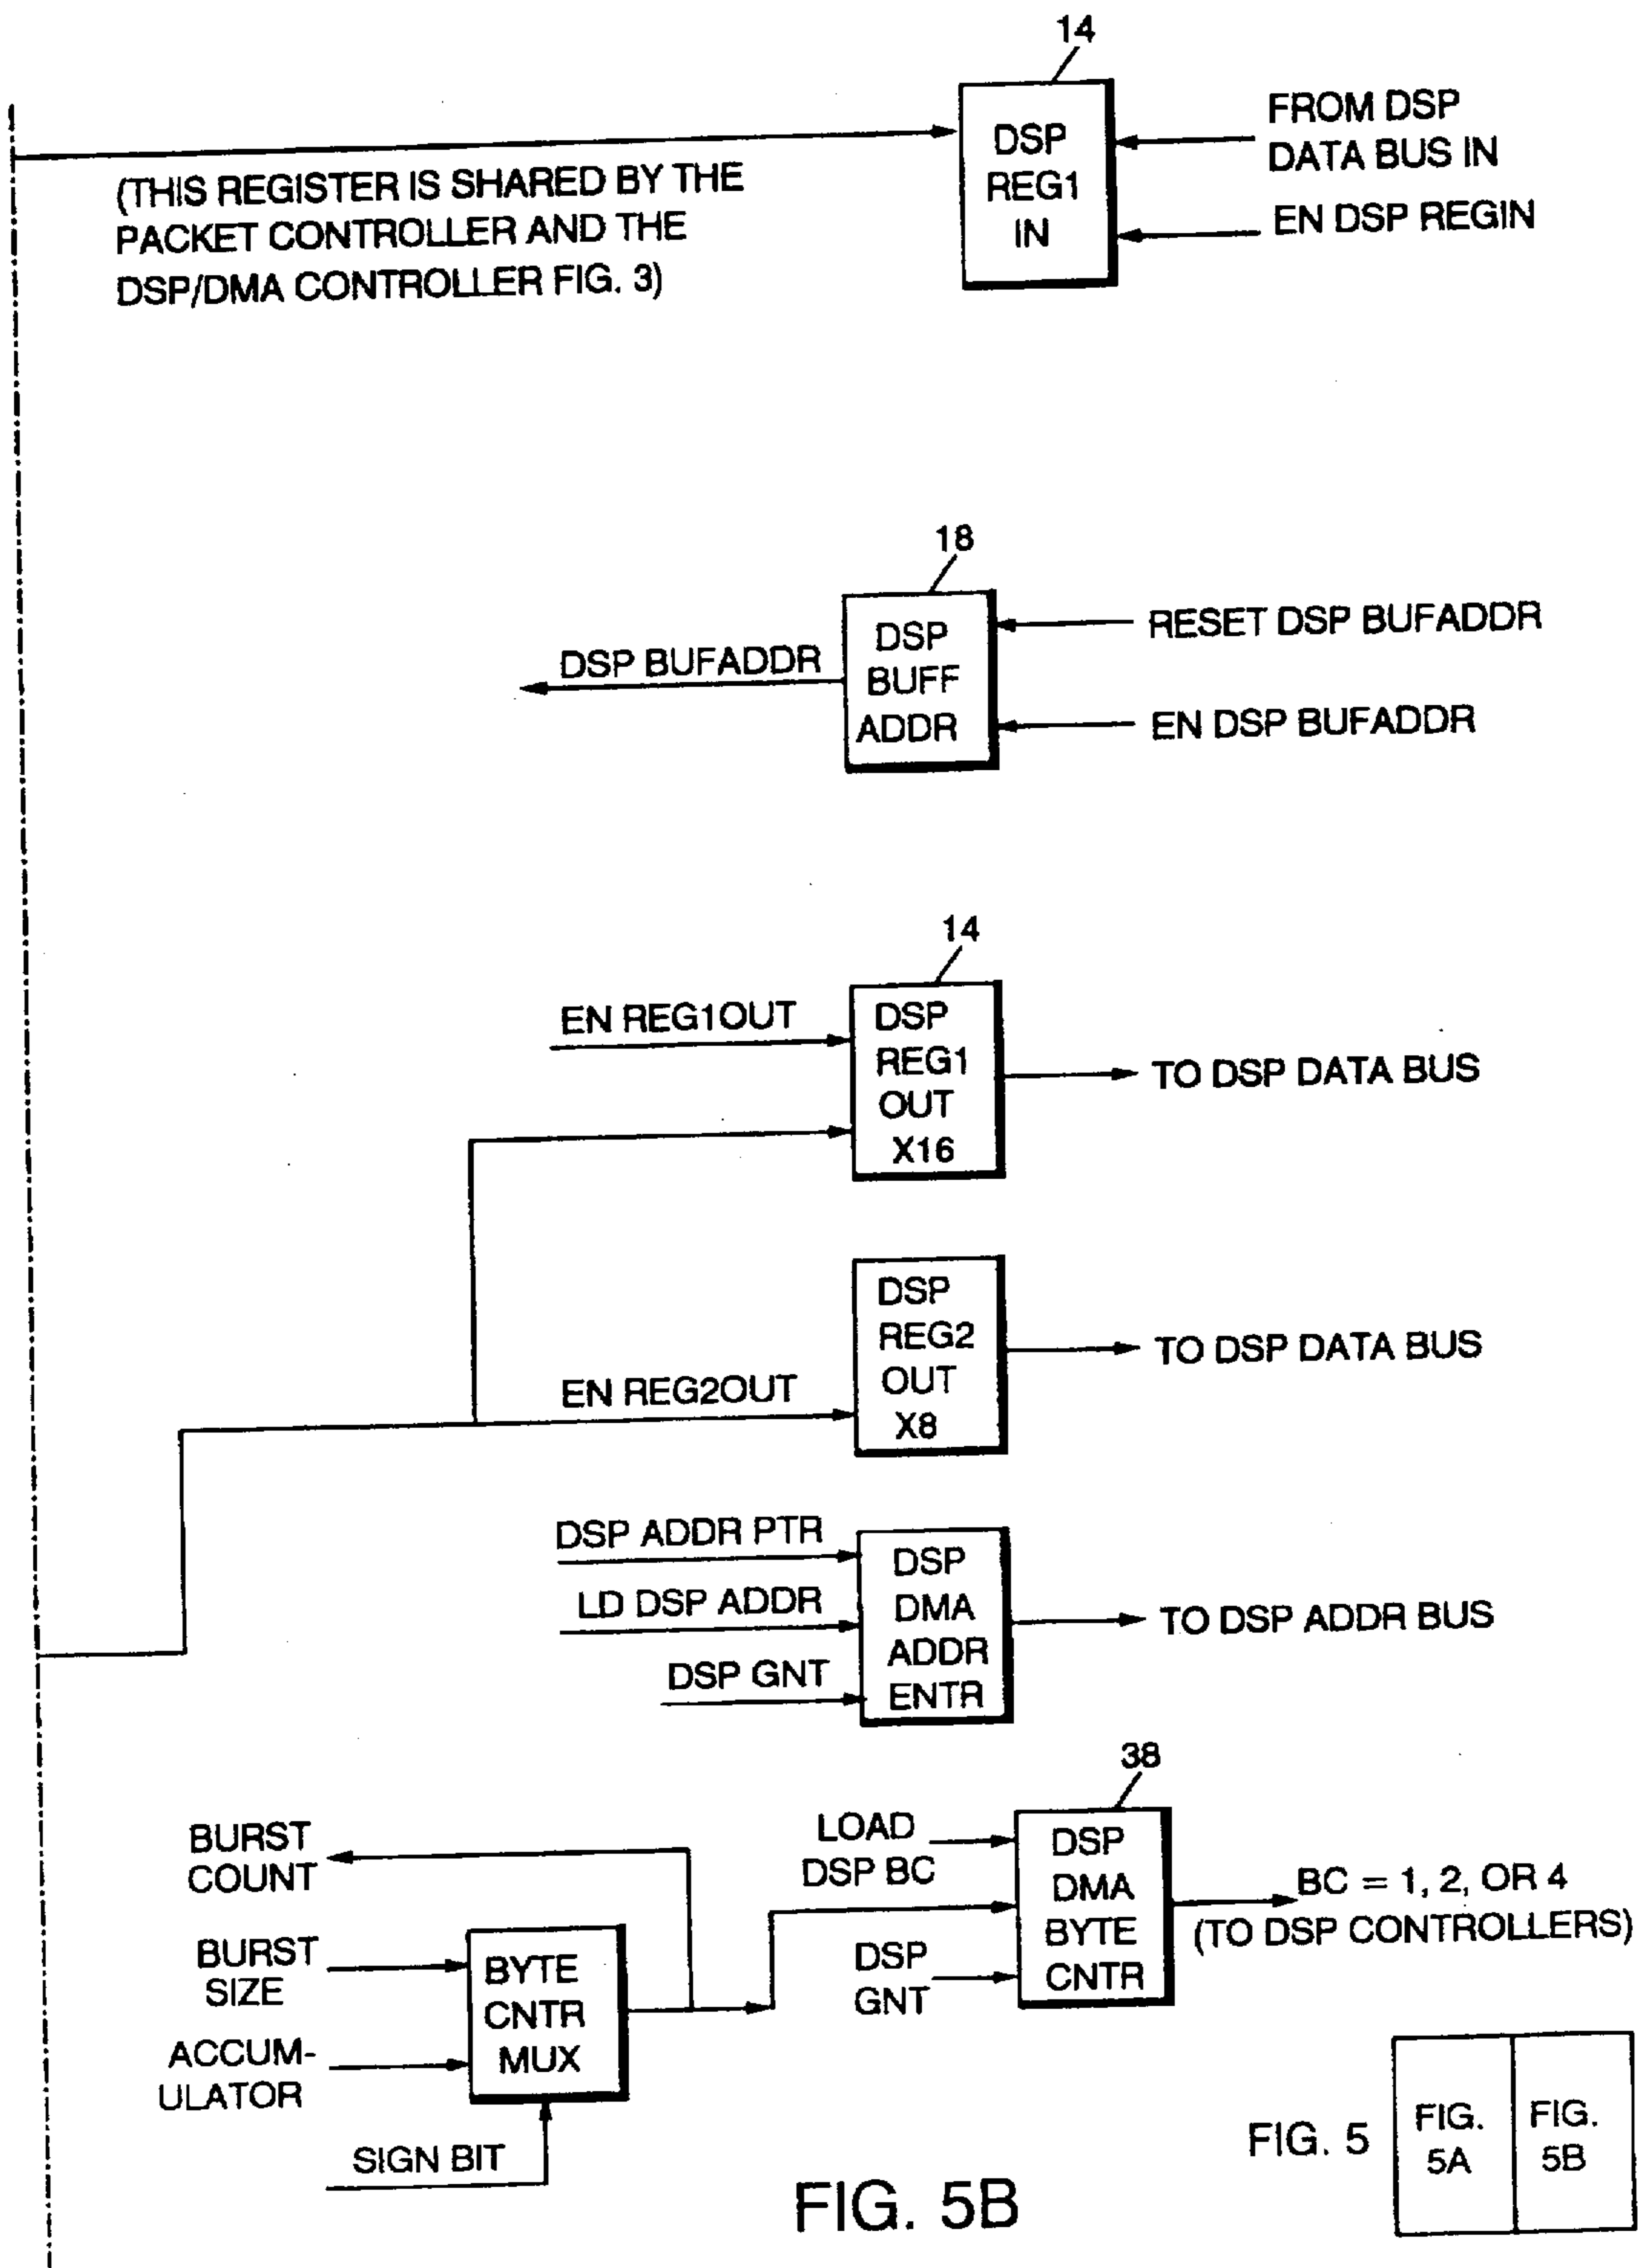 14
DSP
REG1
IN
FROM DSP
DATA BUS IN
EN DSP REGIN
(THIS REGISTER IS SHARED BY THE
PACKET CONTROLLER AND THE
DSP/DMA CONTROLLER FIG. 3)
18
DSP
BUFF
ADDR
DSP BUFADDR
RESET DSP BUFADDR
EN DSP BUFADDR
14
EN REG1OUT
DSP
REG1
OUT
X16
TO DSP DATA BUS
DSP
REG2
OUT
X8
EN REG2OUT
TO DSP DATA BUS
DSP ADDR PTR
LD DSP ADDR
DSP GNT
DSP
DMA
ADDR
ENTR
TO DSP ADDR BUS
38
BURST
COUNT
BURST
SIZE
ACCUM-
ULATOR
BYTE
CNTR
MUX
SIGN BIT
LOAD
DSP BC
DSP
GNT
DSP
DMA
BYTE
CNTR
BC = 1, 2, OR 4
(TO DSP CONTROLLERS)
FIG. 5
FIG.
5A
FIG.
5B
FIG. 5B